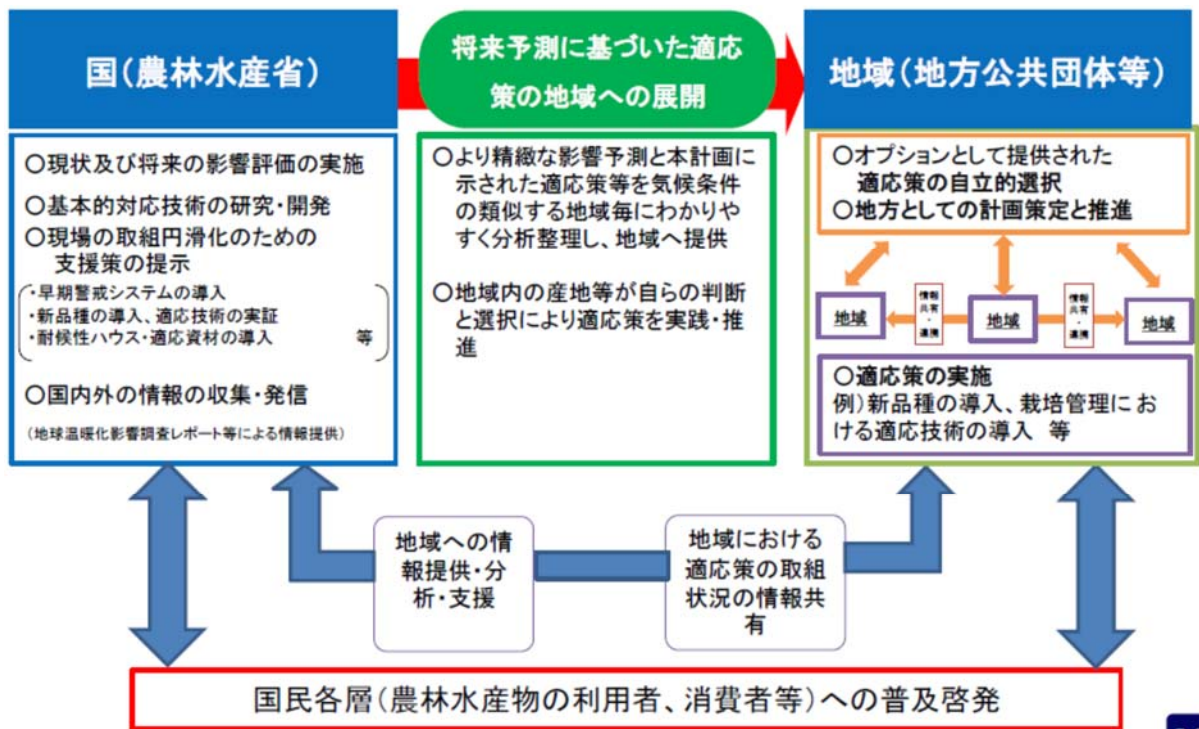 国(農林水産省)
将来予測に基づいた適応
策の地域への展開
地域(地方公共団体等)
○現状及び将来の影響評価の実施
○基本的対応技術の研究・開発
○現場の取組円滑化のための
支援策の提示
・早期警戒システムの導入
・新品種の導入、適応技術の実証
・耐候性ハウス・適応資材の導入 等
○国内外の情報の収集・発信
(地球温暖化影響調査レポート等による情報提供)
○より精緻な影響予測と本計画に
示された適応策等を気候条件
の類似する地域毎にわかりや
すく分析整理し、地域へ提供
○地域内の産地等が自らの判断
と選択により適応策を実践・推
進
○オプションとして提供された
適応策の自立的選択
○地方としての計画策定と推進
地域
情報
共有
・
連携
地域
情報
共有
・
連携
地域
○適応策の実施
例)新品種の導入、栽培管理にお
ける適応技術の導入 等
地域への情
報提供・分
析・支援
地域における
適応策の取組
状況の情報共
有
国民各層(農林水産物の利用者、消費者等)への普及啓発